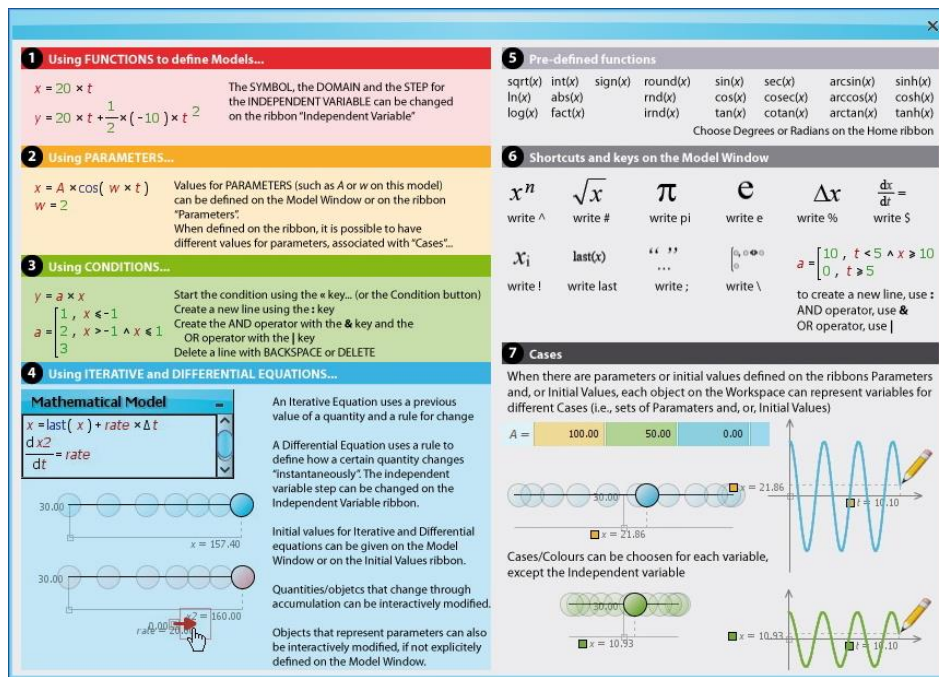 1 Using FUNCTIONS to define Models...
x = 20 × t
y = 20 × t + 1/2 × (-10) × t ²
The SYMBOL, the DOMAIN and the STEP for
the INDEPENDENT VARIABLE can be changed
on the ribbon "Independent Variable"
2 Using PARAMETERS...
x = A × cos( w × t )
w = 2
Values for PARAMETERS (such as A or w on this model)
can be defined on the Model Window or on the ribbon
"Parameters".
When defined on the ribbon, it is possible to have
different values for parameters, associated with "Cases"...
3 Using CONDITIONS...
y = a × x
a = [ 1 , x ⩽ -1
2 , x > -1 ∧ x ⩽ 1
3
Start the condition using the « key... (or the Condition button)
Create a new line using the : key
Create the AND operator with the & key and the
OR operator with the | key
Delete a line with BACKSPACE or DELETE
4 Using ITERATIVE and DIFFERENTIAL EQUATIONS...
Mathematical Model
x = last( x ) + rate × Δt
dx2/dt = rate
30.00
x = 157.40
30.00
x2 = 160.00
0.00
An Iterative Equation uses a previous
value of a quantity and a rule for change
A Differential Equation uses a rule to
define how a certain quantity changes
"instantaneously". The independent
variable step can be changed on the
Independent Variable ribbon.
Initial values for Iterative and Differential
equations can be given on the Model
Window or on the Initial Values ribbon.
Quantities/objetcs that change through
accumulation can be interactively modified.
Objects that represent parameters can also
be interactively modified, if not explicitely
defined on the Model Window.
5 Pre-defined functions
sqrt(x) int(x) sign(x) round(x) sin(x) sec(x) arcsin(x) sinh(x)
ln(x) abs(x) rnd(x) cos(x) cosec(x) arccos(x) cosh(x)
log(x) fact(x) irnd(x) tan(x) cotan(x) arctan(x) tanh(x)
Choose Degrees or Radians on the Home ribbon
6 Shortcuts and keys on the Model Window
xⁿ √x π e Δx dx/dt =
write ^ write # write pi write e write % write $
xᵢ last(x) " " ...
write ! write last write ; write \
a = [ 10 , t < 5 ∧ x ⩾ 10
0 , t ⩾ 5
to create a new line, use :
AND operator, use &
OR operator, use |
7 Cases
When there are parameters or initial values defined on the ribbons Parameters
and, or Initial Values, each object on the Workspace can represent variables for
different Cases (i.e., sets of Paramaters and, or, Initial Values)
A = 100.00 50.00 0.00
30.00
x = 21.86
x = 21.86
t = 10.10
Cases/Colours can be choosen for each variable,
except the Independent variable
30.00
x = 10.93
x = 10.93
t = 10.10